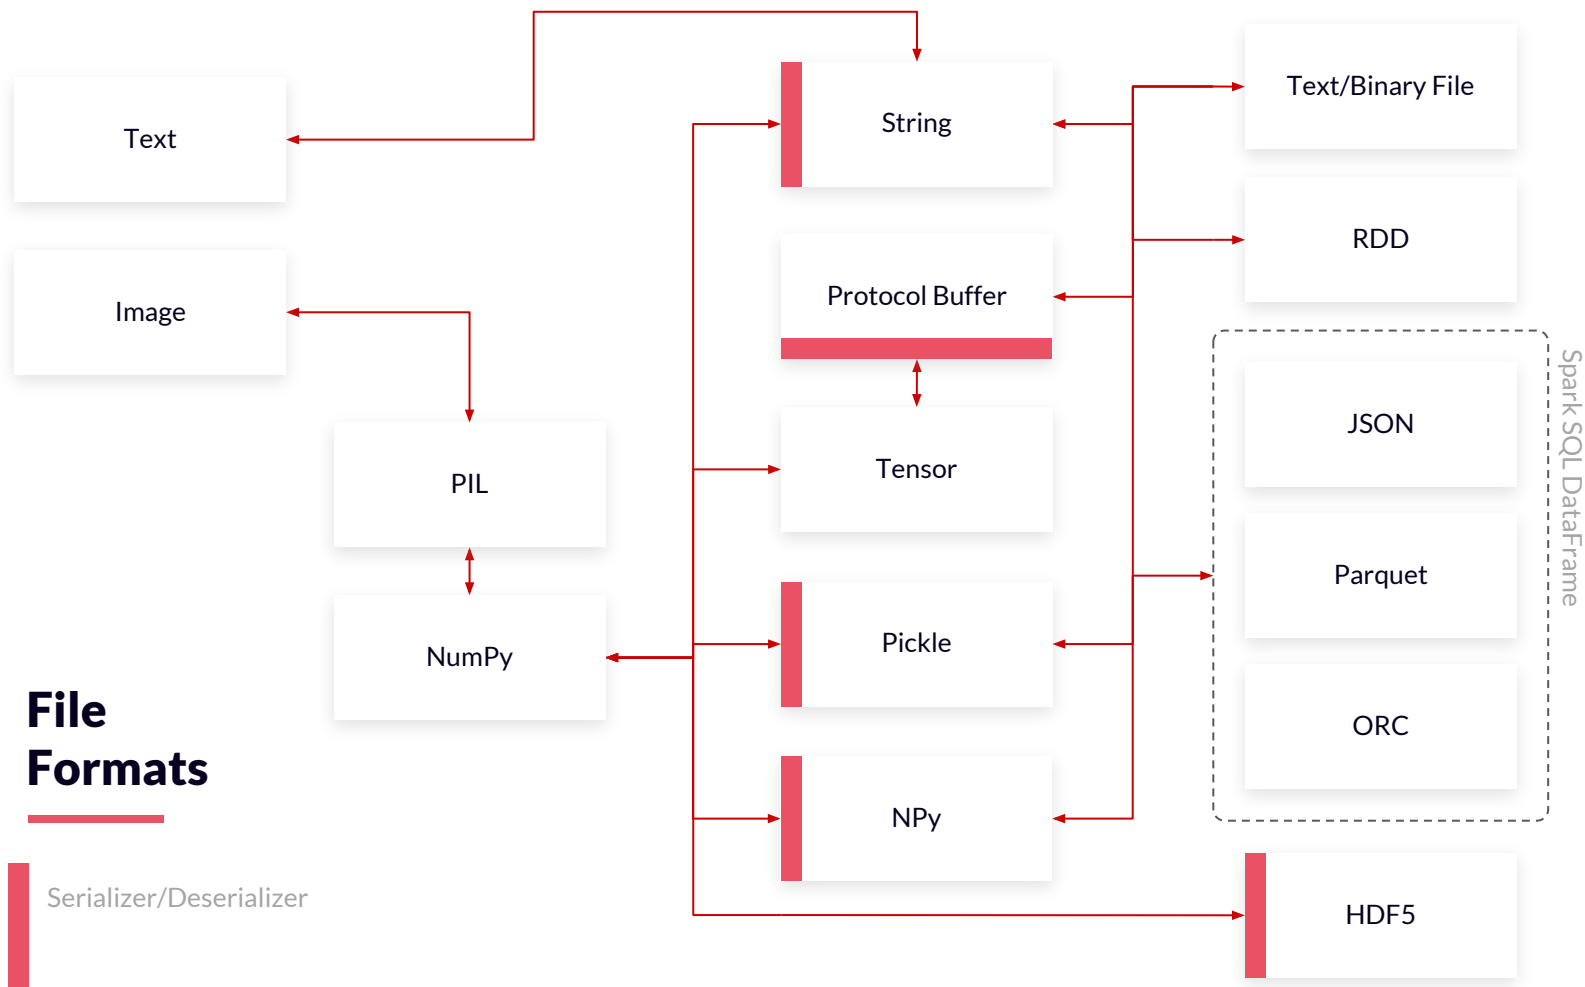 Text
Image
PIL
NumPy
String
Protocol Buffer
Tensor
Pickle
NPy
Text/Binary File
RDD
JSON
Parquet
ORC
Spark SQL DataFrame
HDF5
File
Formats
Serializer/Deserializer